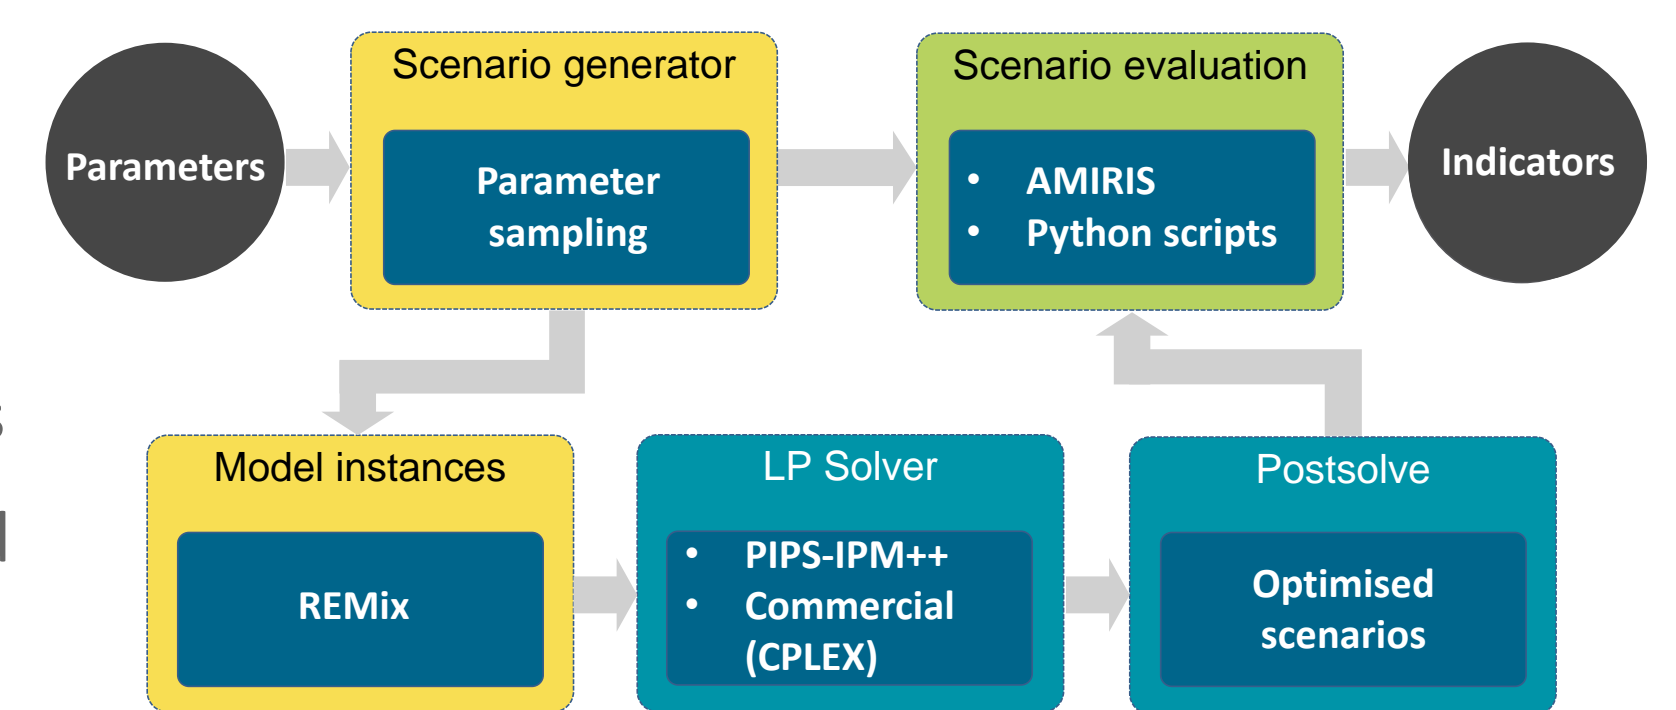 Scenario generator
Scenario evaluation
Parameters
Parameter
sampling
• AMIRIS
• Python scripts
Indicators
Model instances
LP Solver
Postsolve
REMix
• PIPS-IPM++
• Commercial
(CPLEX)
Optimised
scenarios